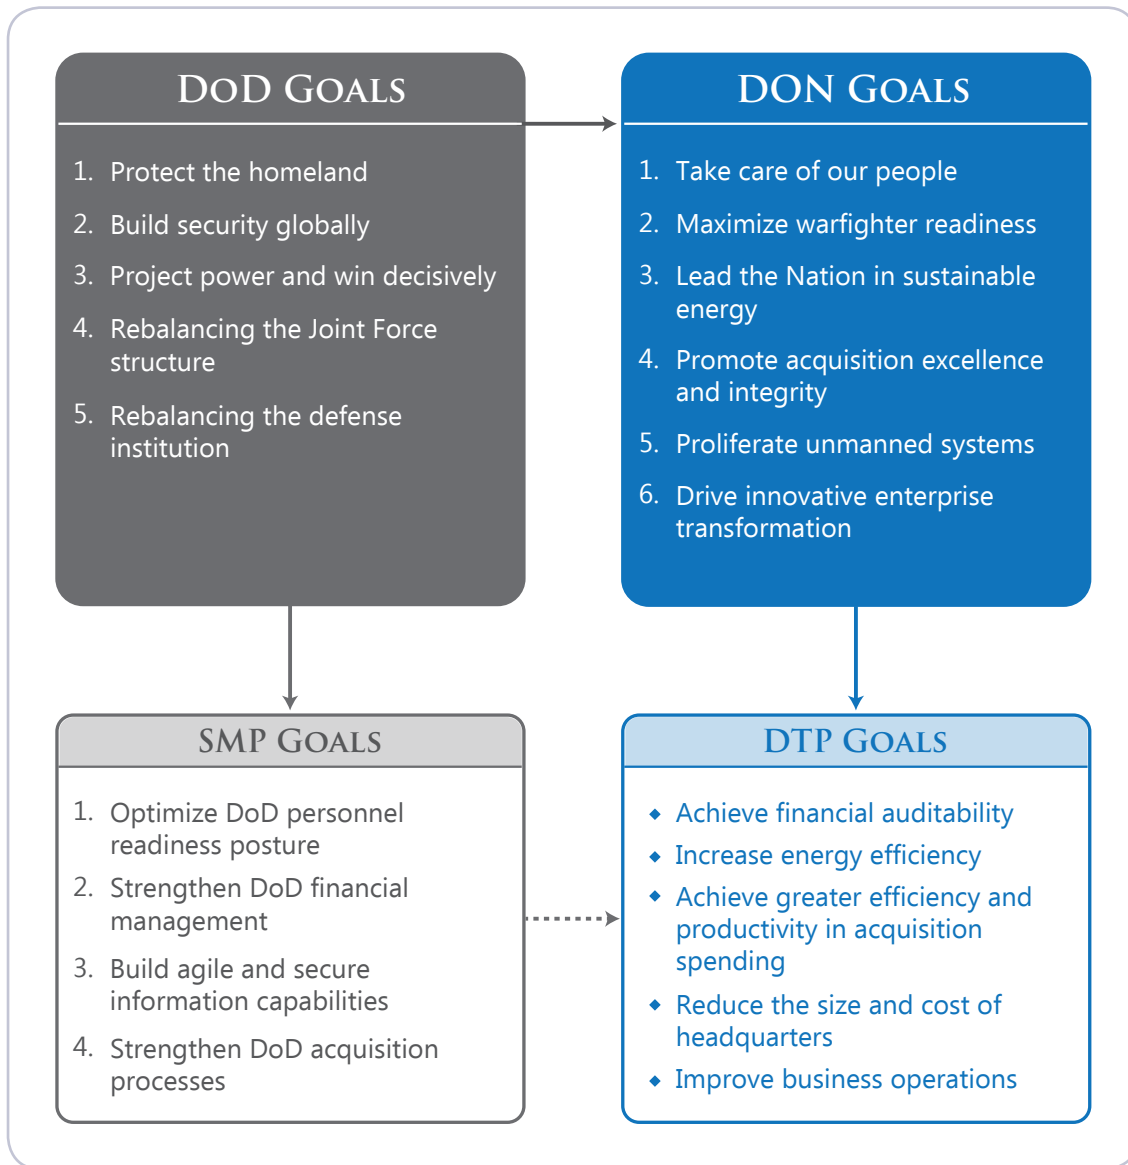 DoD Goals
1. Protect the homeland
2. Build security globally
3. Project power and win decisively
4. Rebalancing the Joint Force
structure
5. Rebalancing the defense
institution
DON Goals
1. Take care of our people
2. Maximize warfighter readiness
3. Lead the Nation in sustainable
energy
4. Promote acquisition excellence
and integrity
5. Proliferate unmanned systems
6. Drive innovative enterprise
transformation
SMP Goals
1. Optimize DoD personnel
readiness posture
2. Strengthen DoD financial
management
3. Build agile and secure
information capabilities
4. Strengthen DoD acquisition
processes
DTP Goals
◆ Achieve financial auditability
◆ Increase energy efficiency
◆ Achieve greater efficiency and
productivity in acquisition
spending
◆ Reduce the size and cost of
headquarters
◆ Improve business operations